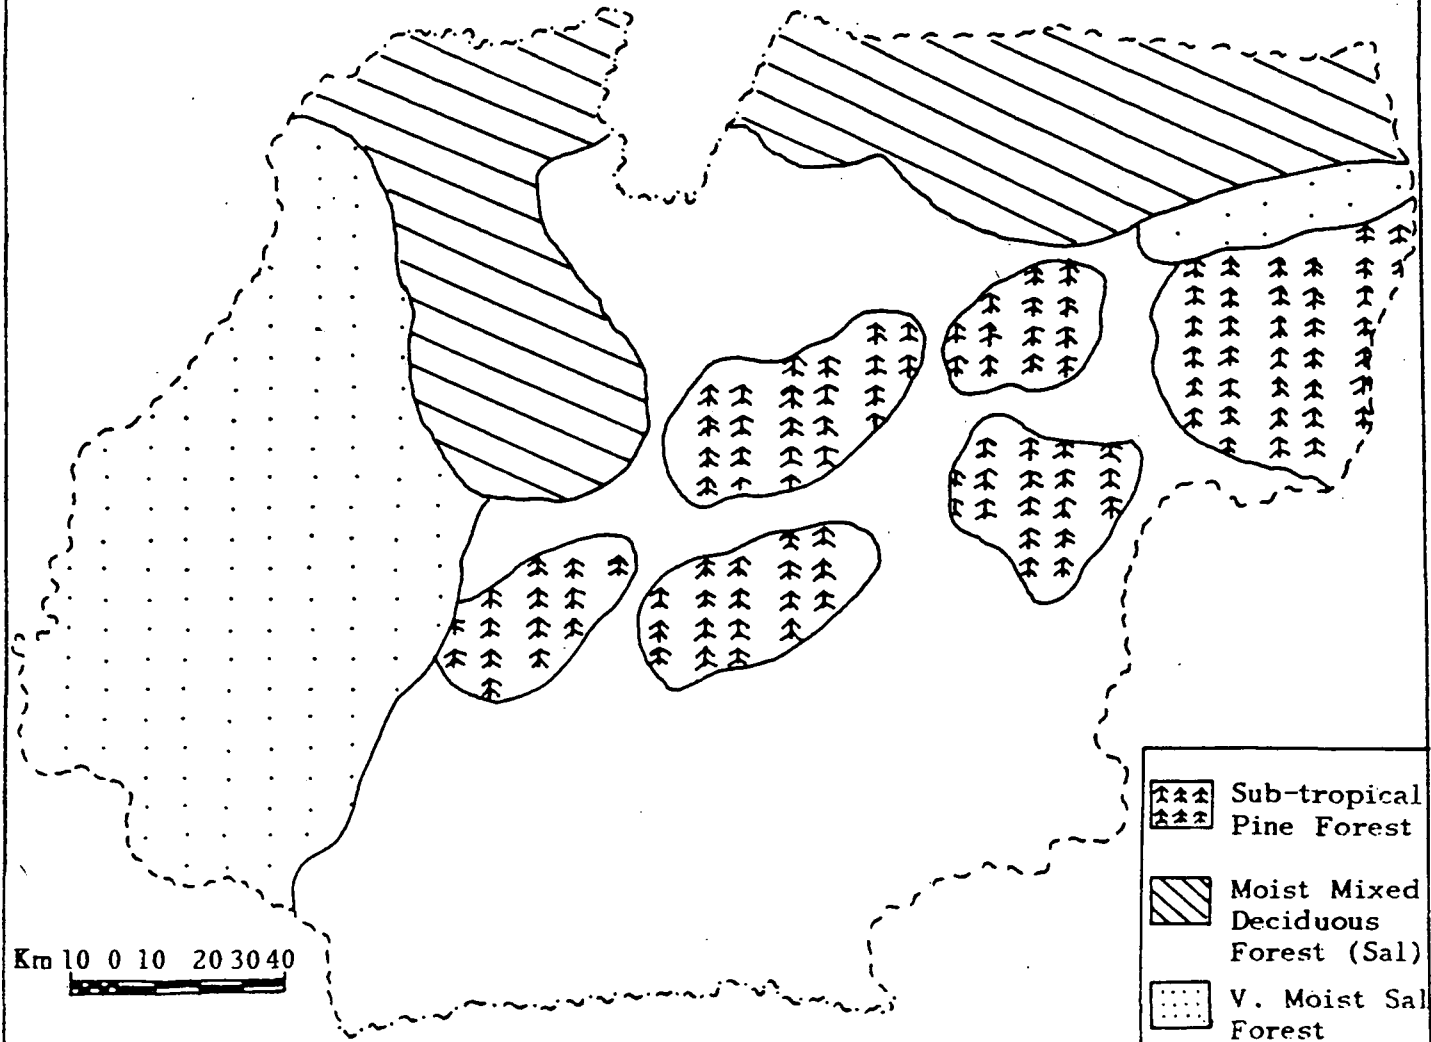 Sub-tropical
Pine Forest
Moist Mixed
Deciduous
Forest (Sal)
V. Moist Sal
Forest
Km 10 0 10 20 30 40